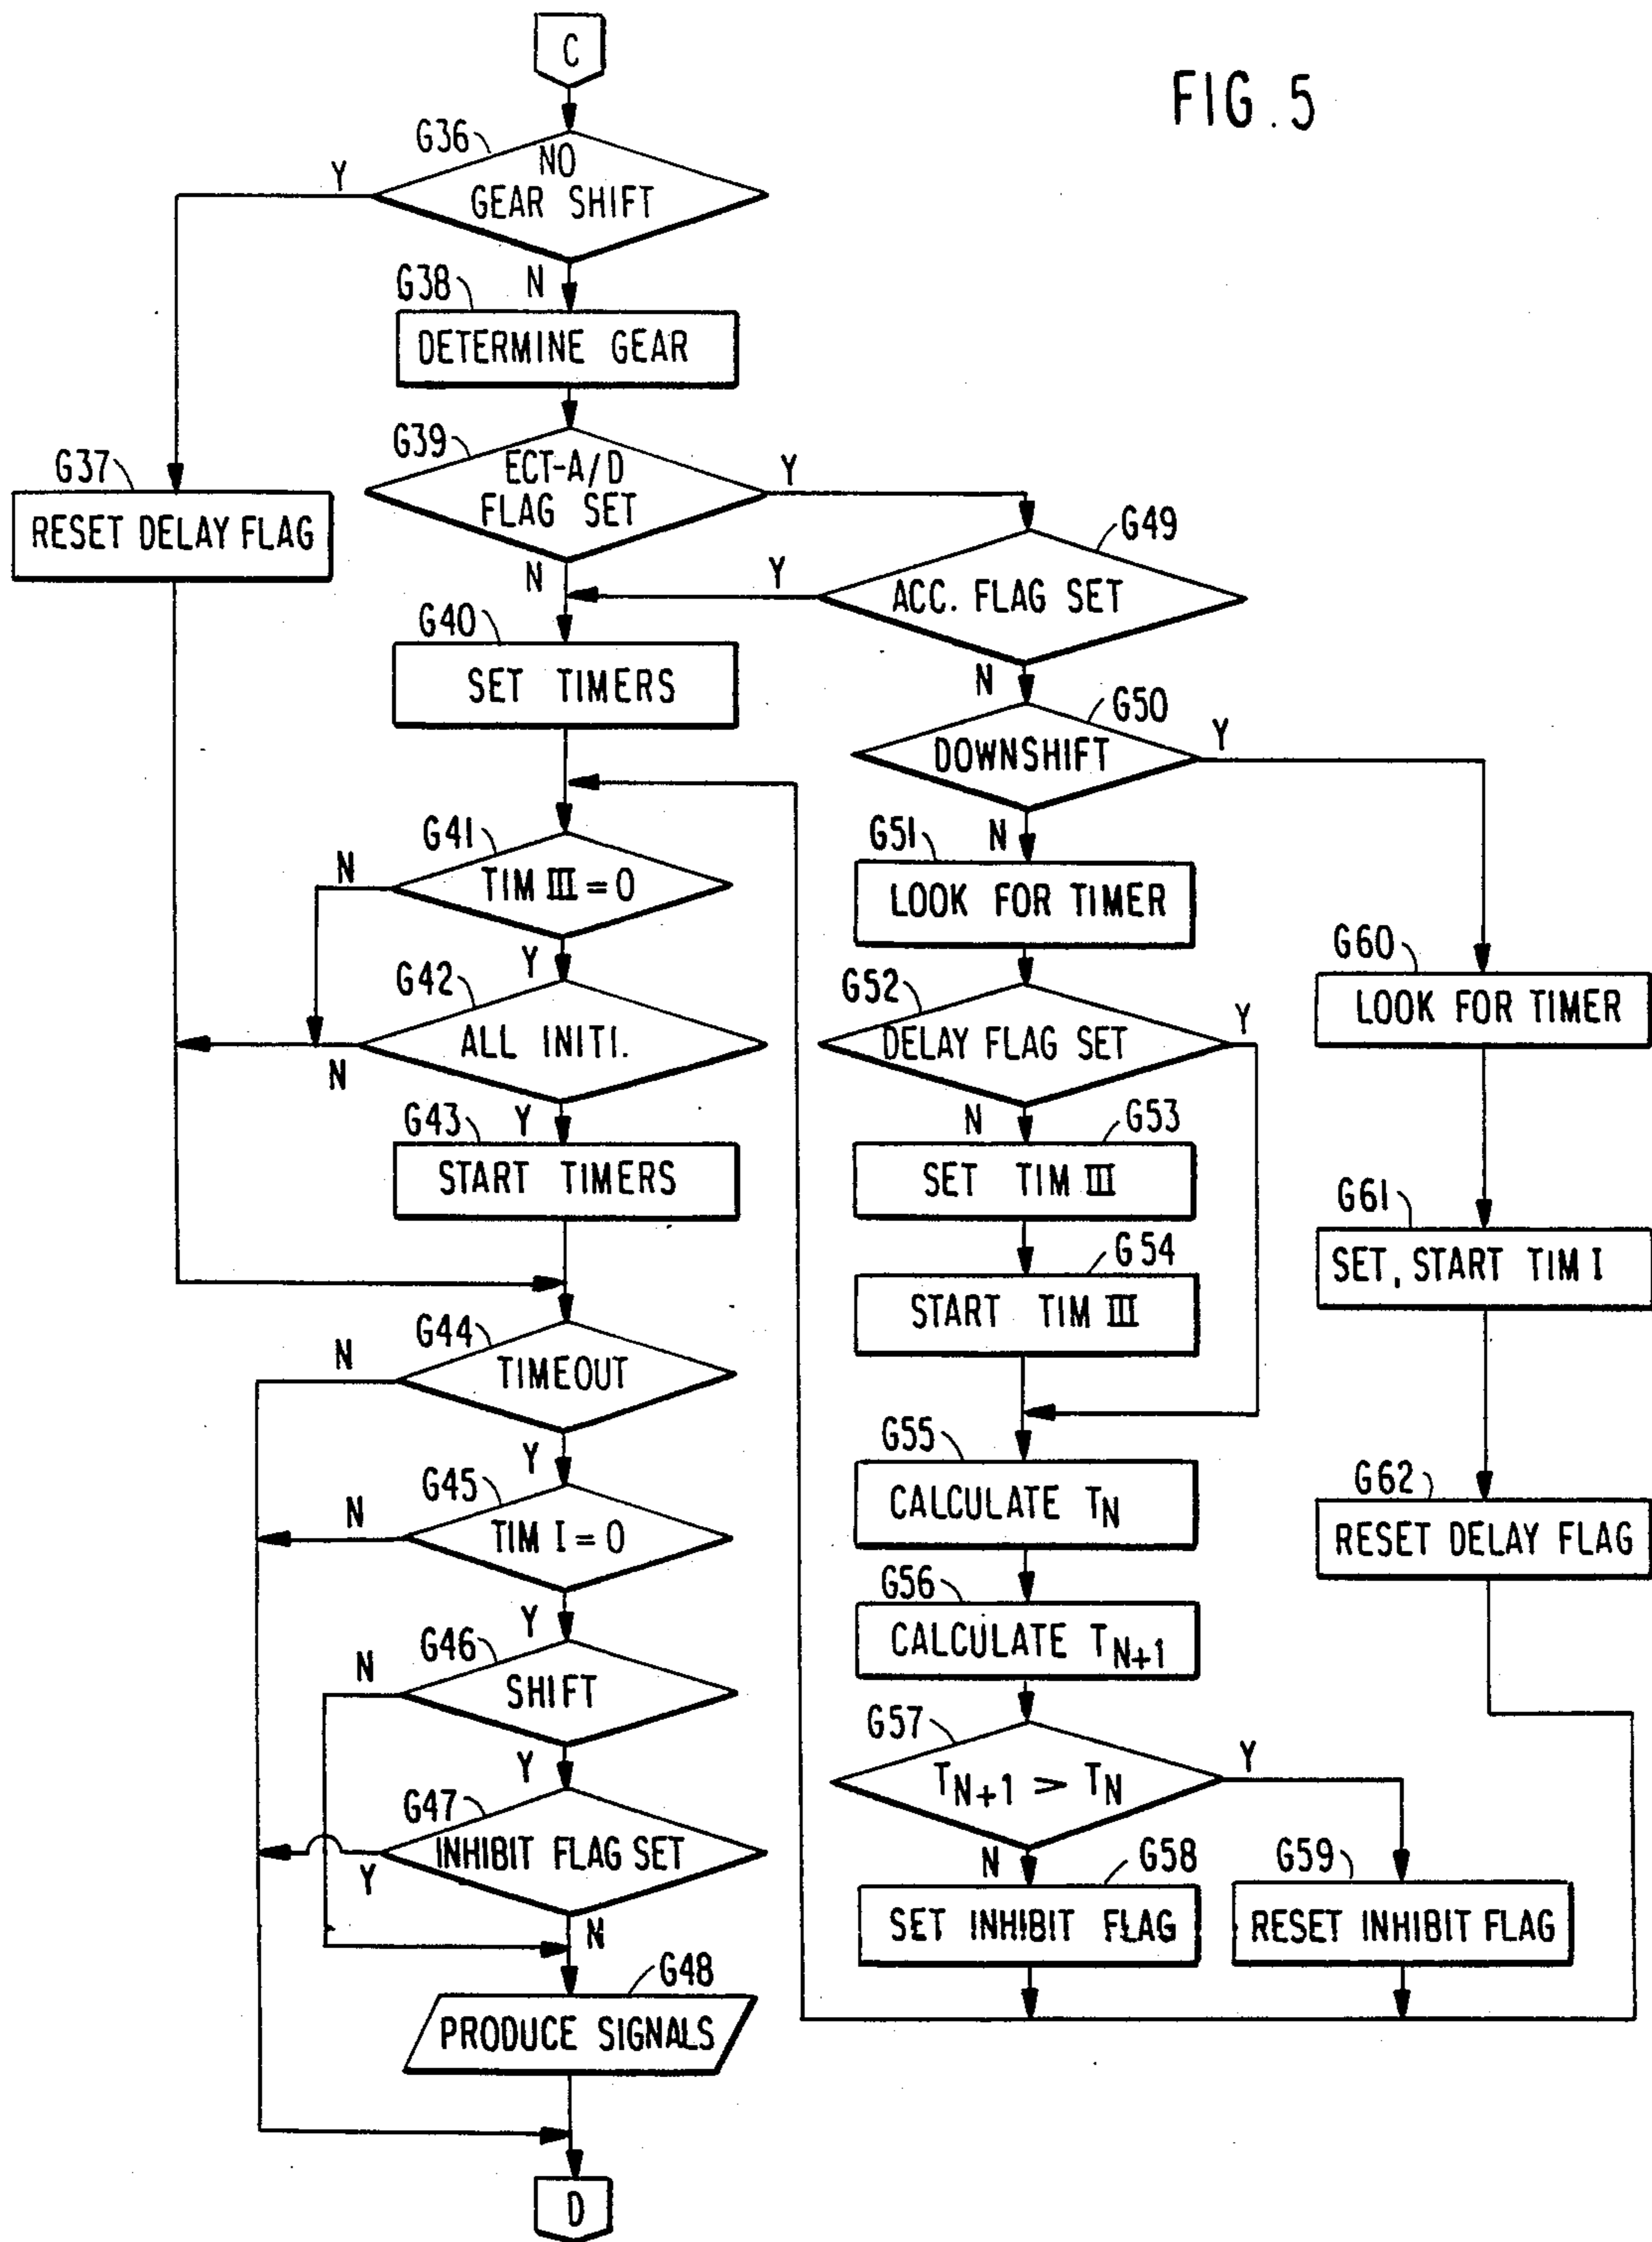 C
FIG. 5
G36
NO
GEAR SHIFT
Y
N
G38
DETERMINE GEAR
G39
ECT-A/D
FLAG SET
Y
N
G37
RESET DELAY FLAG
G49
ACC. FLAG SET
Y
N
G40
SET TIMERS
G50
DOWNSHIFT
Y
N
G41
TIM III = 0
N
Y
G51
LOOK FOR TIMER
G60
LOOK FOR TIMER
G42
ALL INITI.
N
Y
G52
DELAY FLAG SET
Y
N
G43
START TIMERS
G53
SET TIM III
G61
SET, START TIM I
G54
START TIM III
G44
TIMEOUT
N
Y
G55
CALCULATE TN
G62
RESET DELAY FLAG
G45
TIM I = 0
N
Y
G56
CALCULATE TN+1
G46
SHIFT
N
Y
G57
TN+1 > TN
Y
N
G47
INHIBIT FLAG SET
Y
N
G58
SET INHIBIT FLAG
G59
RESET INHIBIT FLAG
G48
PRODUCE SIGNALS
D